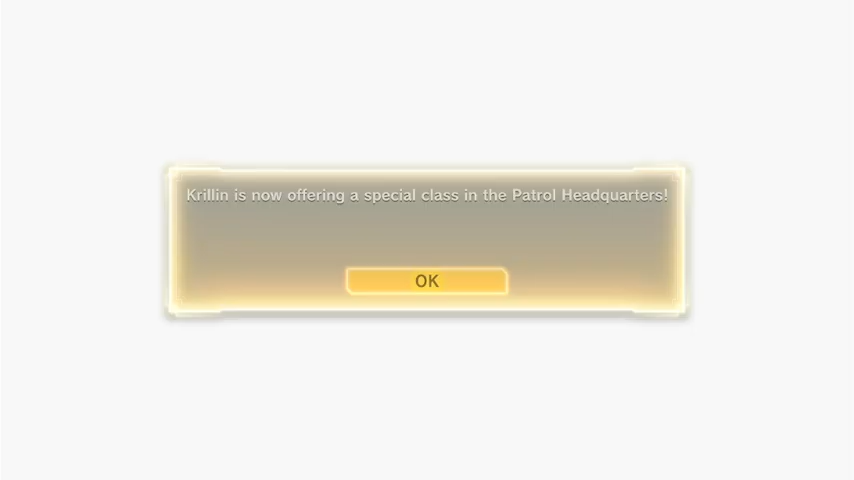 Krillin is now offering a special class in the Patrol Headquarters!
OK